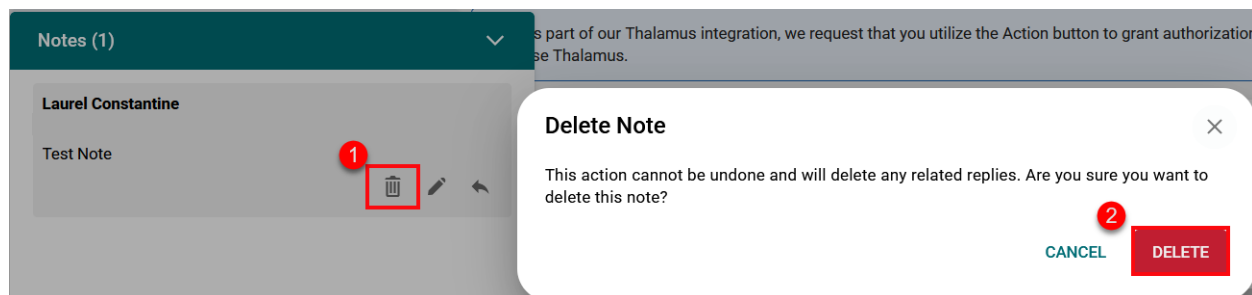 Notes (1)
s part of our Thalamus integration, we request that you utilize the Action button to grant authorization
se Thalamus.
Laurel Constantine
Test Note
1
Delete Note
This action cannot be undone and will delete any related replies. Are you sure you want to
delete this note?
2
CANCEL DELETE